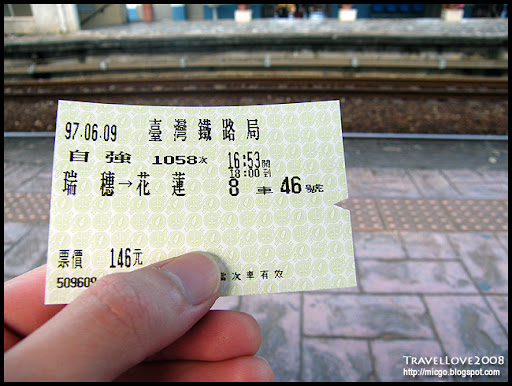 97.06.09 臺灣鐵路局
自強 1058次 16:53開
18:00到
瑞穗→花蓮 8車46號
票價 146元
509609
次車有效
TRAVELLOVE2008
http://micgo.blogspot.com